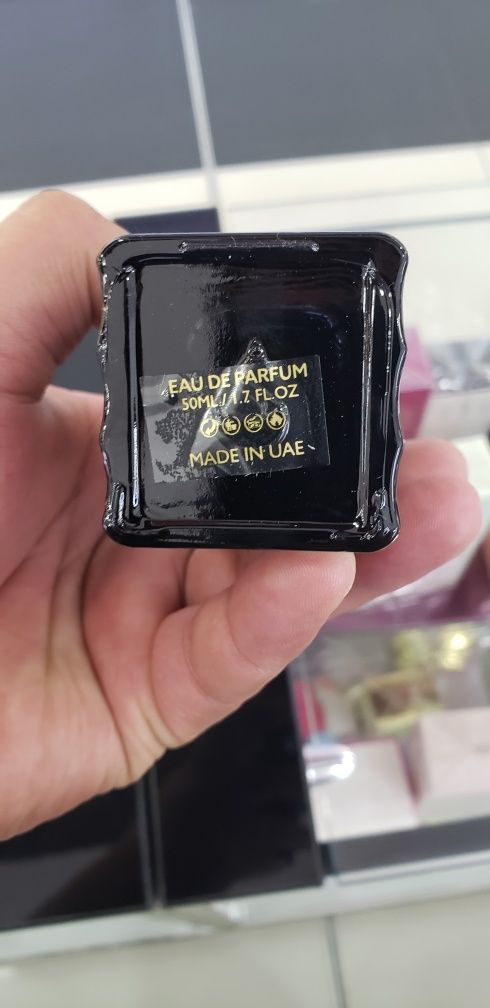 EAU DE PARFUM
50ML / 1.7 FL.OZ
MADE IN UAE